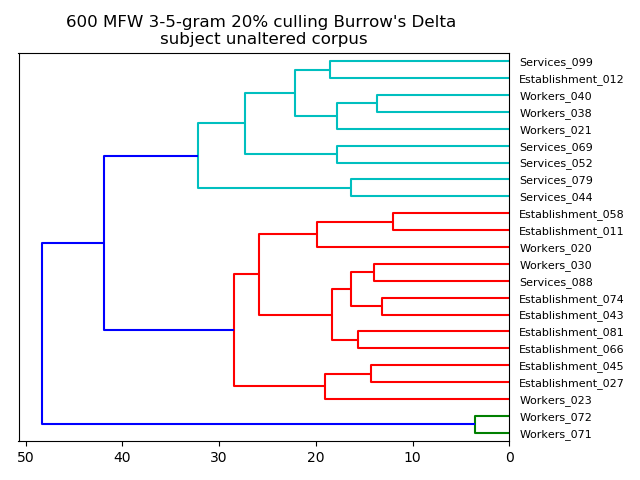 600 MFW 3-5-gram 20% culling Burrow's Delta
subject unaltered corpus
Services_099
Establishment_012
Workers_040
Workers_038
Workers_021
Services_069
Services_052
Services_079
Services_044
Establishment_058
Establishment_011
Workers_020
Workers_030
Services_088
Establishment_074
Establishment_043
Establishment_081
Establishment_066
Establishment_045
Establishment_027
Workers_023
Workers_072
Workers_071
50 40 30 20 10 0